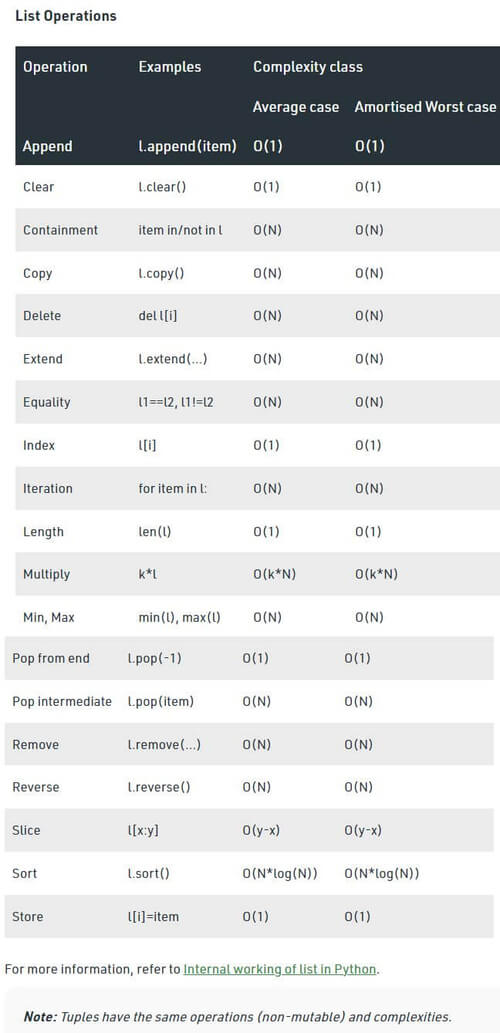 List Operations
Operation Examples Complexity class
Average case Amortised Worst case
Append l.append(item) O(1) O(1)
Clear l.clear() O(1) O(1)
Containment item in/not in l O(N) O(N)
Copy l.copy() O(N) O(N)
Delete del l[i] O(N) O(N)
Extend l.extend(...) O(N) O(N)
Equality l1==l2, l1!=l2 O(N) O(N)
Index l[i] O(1) O(1)
Iteration for item in l: O(N) O(N)
Length len(l) O(1) O(1)
Multiply k*l O(k*N) O(k*N)
Min, Max min(l), max(l) O(N) O(N)
Pop from end l.pop(-1) O(1) O(1)
Pop intermediate l.pop(item) O(N) O(N)
Remove l.remove(...) O(N) O(N)
Reverse l.reverse() O(N) O(N)
Slice l[x:y] O(y-x) O(y-x)
Sort l.sort() O(N*log(N)) O(N*log(N))
Store l[i]=item O(1) O(1)
For more information, refer to Internal working of list in Python.
Note: Tuples have the same operations (non-mutable) and complexities.